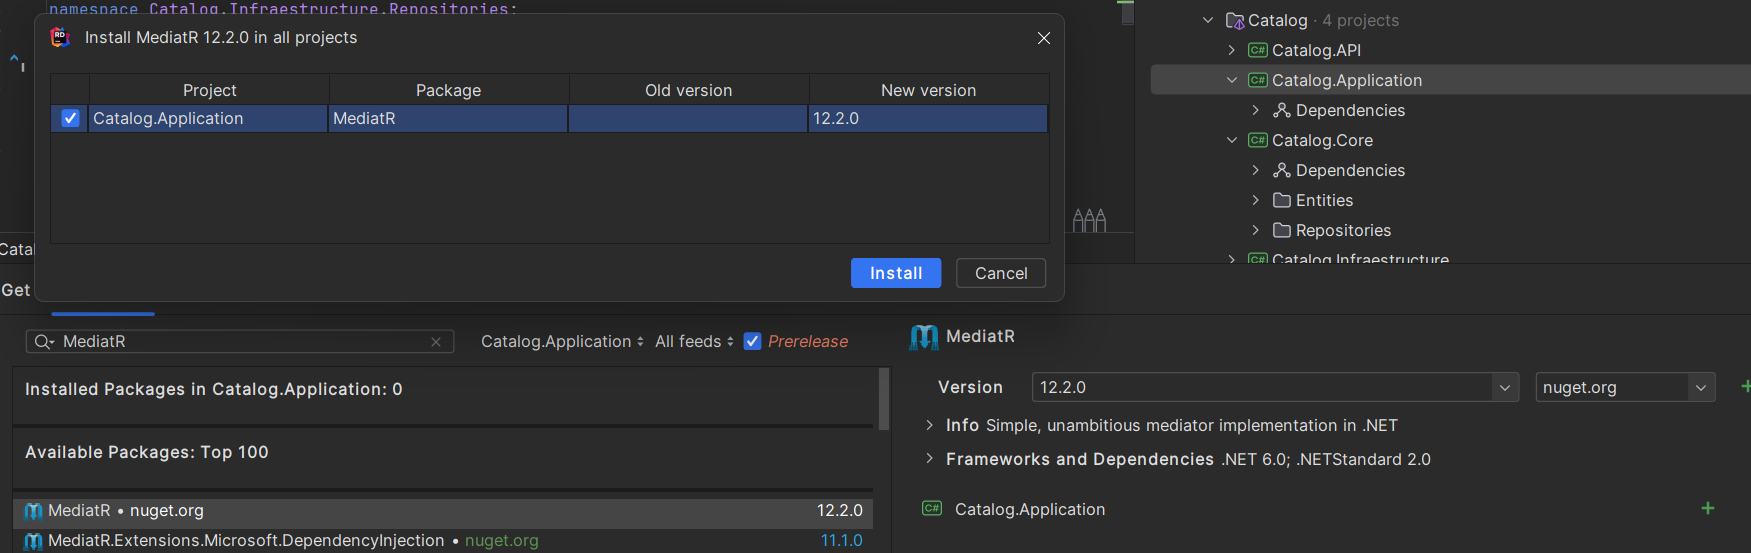 namespace Catalog.Infraestructure.Repositories;
Install MediatR 12.2.0 in all projects
Project Package Old version New version
Catalog.Application MediatR 12.2.0
Install Cancel
Catalog · 4 projects
C# Catalog.API
C# Catalog.Application
Dependencies
C# Catalog.Core
Dependencies
Entities
Repositories
C# Catalog.Infraestructure
Catal
Get
MediatR Catalog.Application All feeds Prerelease
Installed Packages in Catalog.Application: 0
Available Packages: Top 100
MediatR • nuget.org 12.2.0
MediatR.Extensions.Microsoft.DependencyInjection • nuget.org 11.1.0
MediatR
Version 12.2.0 nuget.org
Info Simple, unambitious mediator implementation in .NET
Frameworks and Dependencies .NET 6.0; .NETStandard 2.0
C# Catalog.Application